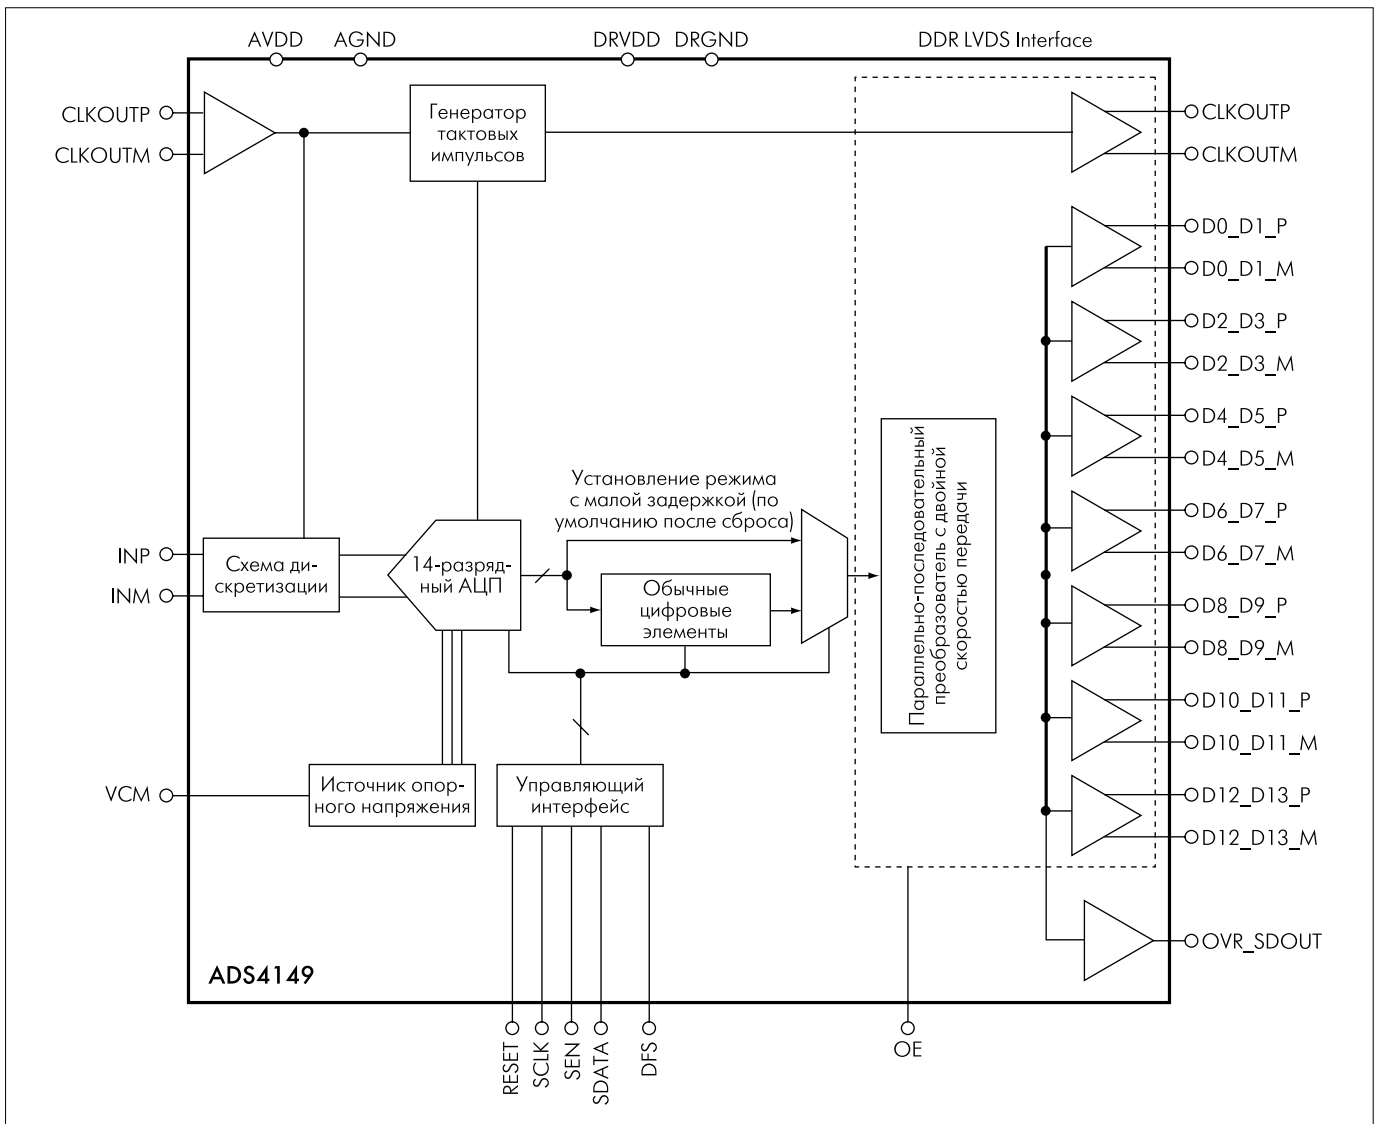 AVDD
AGND
DRVDD
DRGND
DDR LVDS Interface
CLKOUTP
CLKOUTM
Генератор
тактовых
импульсов
CLKOUTP
CLKOUTM
D0_D1_P
D0_D1_M
D2_D3_P
D2_D3_M
D4_D5_P
D4_D5_M
D6_D7_P
D6_D7_M
D8_D9_P
D8_D9_M
D10_D11_P
D10_D11_M
D12_D13_P
D12_D13_M
OVR_SDOUT
Установление режима
с малой задержкой (по
умолчанию после сброса)
INP
INM
Схема ди-
скретизации
14-разряд-
ный АЦП
Обычные
цифровые
элементы
Параллельно-последовательный
преобразователь с двойной
скоростью передачи
VCM
Источник опор-
ного напряжения
Управляющий
интерфейс
ADS4149
RESET
SCLK
SEN
SDATA
DFS
OE